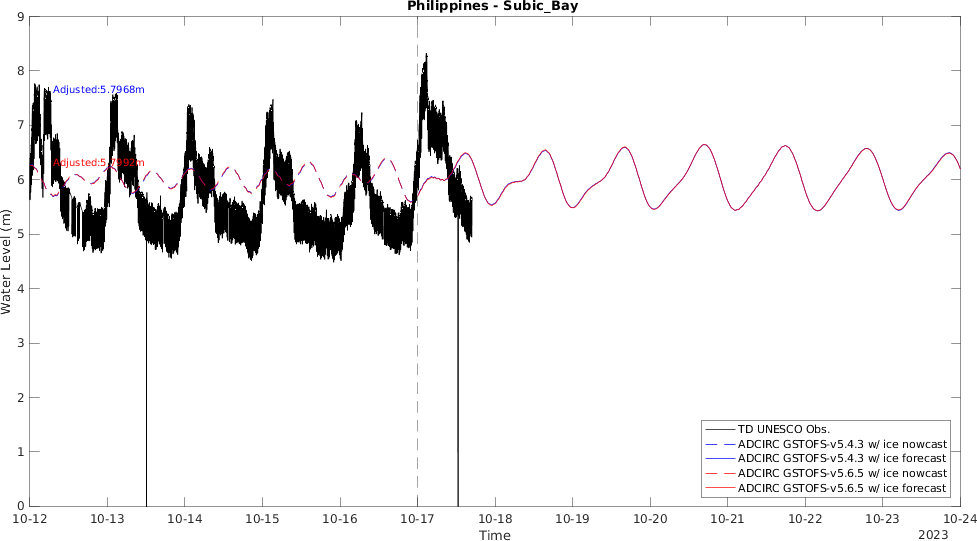 Philippines - Subic_Bay
9
8
7
6
5
4
3
2
1
0
Water Level (m)
Adjusted:5.7968m
Adjusted:5.7992m
TD UNESCO Obs.
ADCIRC GSTOFS-v5.4.3 w/ ice nowcast
ADCIRC GSTOFS-v5.4.3 w/ ice forecast
ADCIRC GSTOFS-v5.6.5 w/ ice nowcast
ADCIRC GSTOFS-v5.6.5 w/ ice forecast
10-12 10-13 10-14 10-15 10-16 10-17 10-18 10-19 10-20 10-21 10-22 10-23 10-24
Time
2023